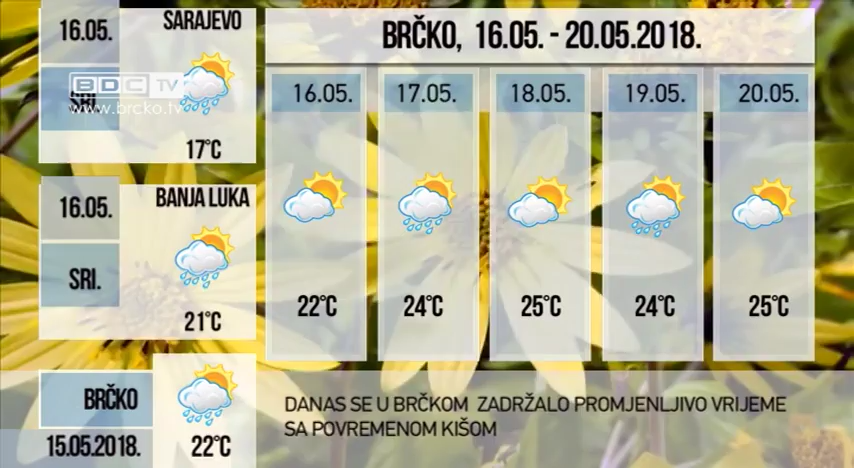 16.05.
SARAJEVO
BDC TV
SRI.
www.brcko.tv
17°C
16.05.
BANJA LUKA
SRI.
21°C
BRČKO
15.05.2018.
22°C
BRČKO, 16.05. - 20.05.2018.
16.05. 17.05. 18.05. 19.05. 20.05.
22°C 24°C 25°C 24°C 25°C
DANAS SE U BRČKOM ZADRŽALO PROMJENLJIVO VRIJEME
SA POVREMENOM KIŠOM